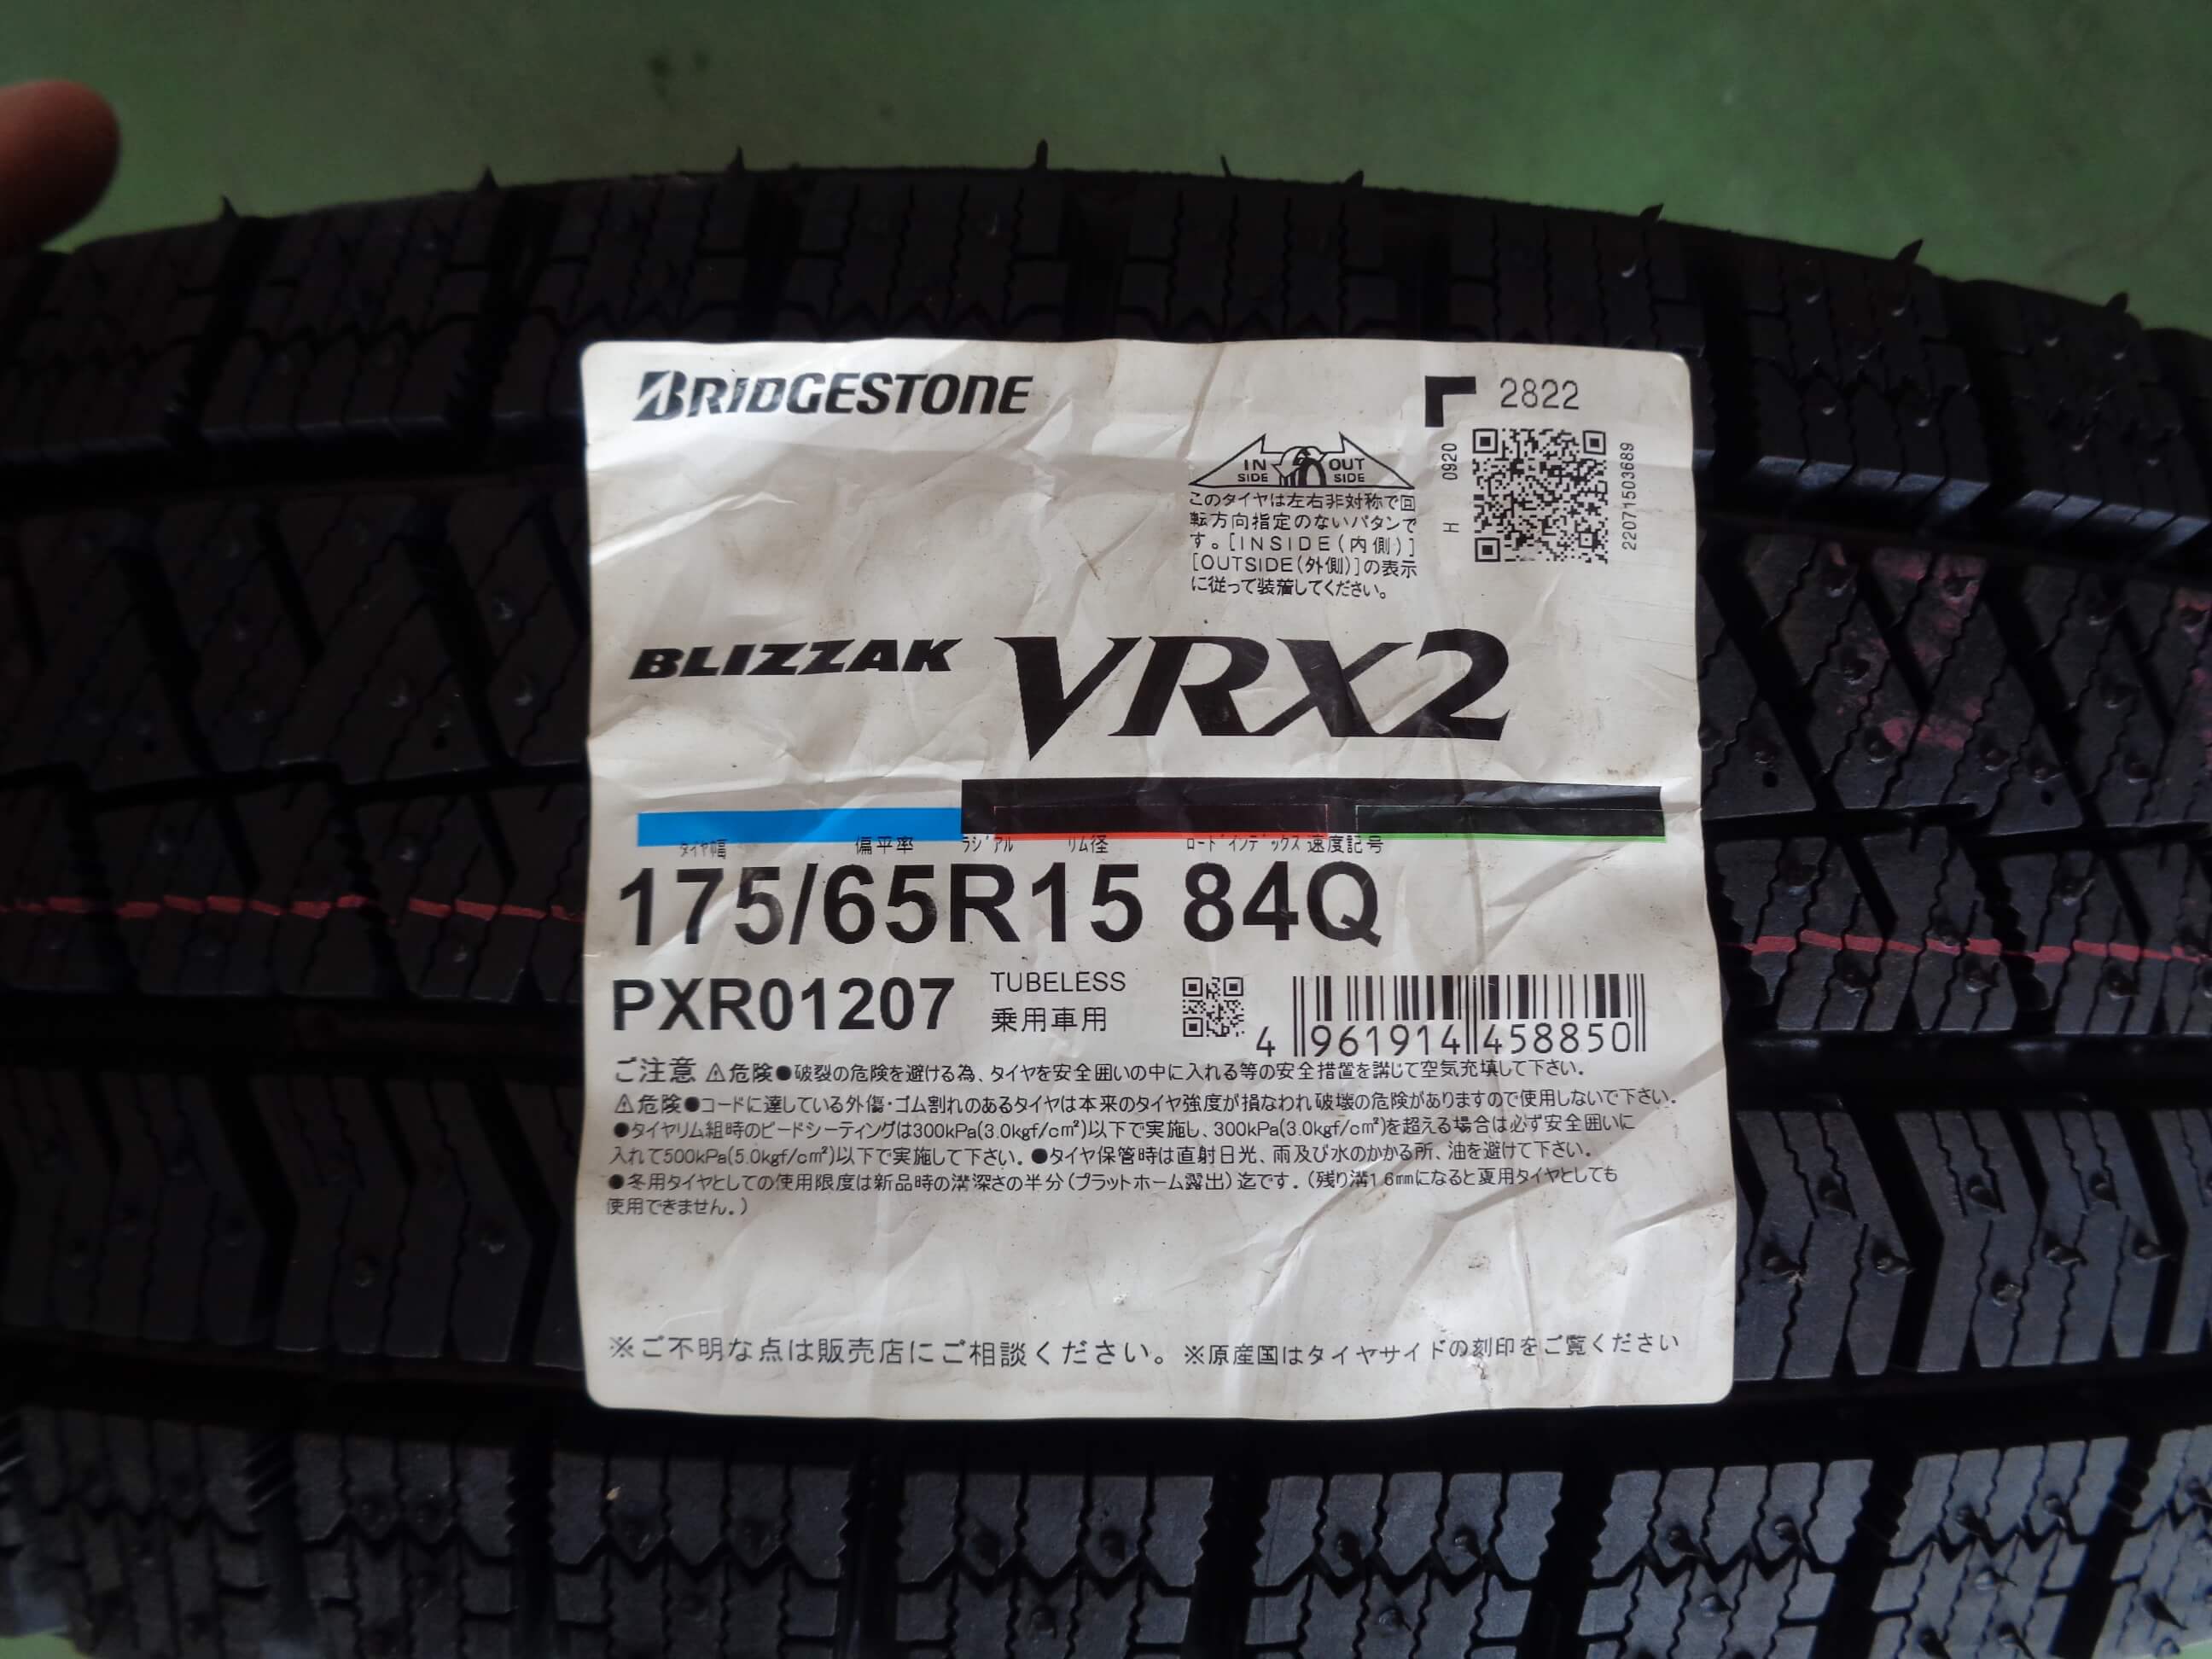 BRIDGESTONE
2822
H 0920
22071503689
IN SIDE OUT SIDE
このタイヤは左右非対称で回
転方向指定のないパタンで
す。[INSIDE(内側)]
[OUTSIDE(外側)]の表示
に従って装着してください。
BLIZZAK VRX2
タイヤ幅 偏平率 ラジアル リム径 ロードインデックス 速度記号
175/65R15 84Q
PXR01207
TUBELESS
乗用車用
4 961914 458850
ご注意 ⚠危険●破裂の危険を避ける為、タイヤを安全囲いの中に入れる等の安全措置を講じて空気充填して下さい。
⚠危険●コードに達している外傷・ゴム割れのあるタイヤは本来のタイヤ強度が損なわれ破壊の危険がありますので使用しないで下さい。
●タイヤリム組時のビードシーティングは300kPa(3.0kgf/cm²)以下で実施し、300kPa(3.0kgf/cm²)を超える場合は必ず安全囲いに
入れて500kPa(5.0kgf/cm²)以下で実施して下さい。●タイヤ保管時は直射日光、雨及び水のかかる所、油を避けて下さい。
●冬用タイヤとしての使用限度は新品時の溝深さの半分(プラットホーム露出)迄です。(残り溝1.6mmになると夏用タイヤとしても
使用できません。)
※ご不明な点は販売店にご相談ください。※原産国はタイヤサイドの刻印をご覧ください